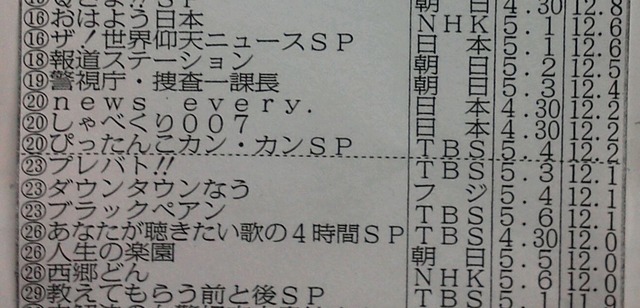 SP 朝日 4.30 12.8
⑯おはよう日本 NHK 5.1 12.6
⑯ザ!世界仰天ニュースSP 日本 5.1 12.6
⑱報道ステーション 朝日 5.2 12.5
⑲警視庁・捜査一課長 朝日 5.3 12.4
⑳news every. 日本 4.30 12.2
⑳しゃべくり007 日本 4.30 12.2
⑳ぴったんこカン・カンSP TBS 5.4 12.2
㉓プレバト!! TBS 5.3 12.1
㉓ダウンタウンなう フジ 5.4 12.1
㉓ブラックペアン TBS 5.6 12.1
㉖あなたが聴きたい歌の4時間SP TBS 4.30 12.0
㉖人生の楽園 朝日 5.5 12.0
㉖西郷どん NHK 5.6 12.0
㉙教えてもらう前と後SP TBS 11.9